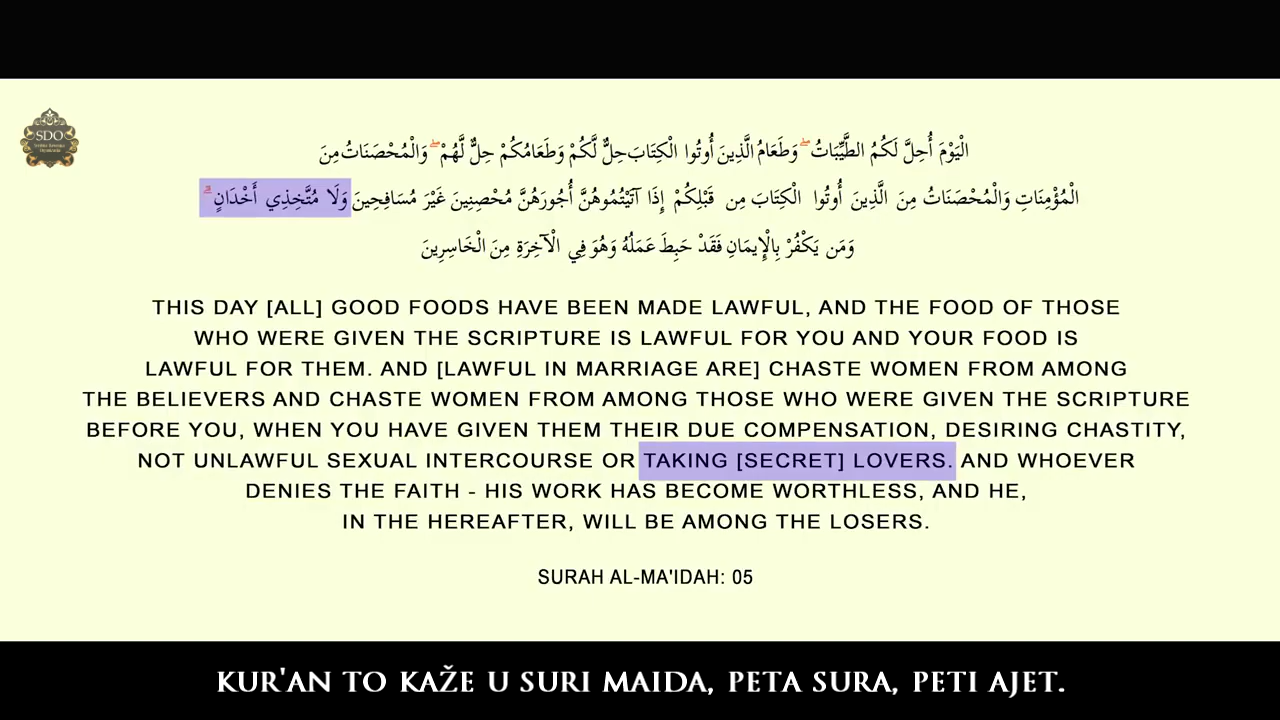 SDO
الْيَوْمَ أُحِلَّ لَكُمُ الطَّيِّبَاتُ ۖ وَطَعَامُ الَّذِينَ أُوتُوا الْكِتَابَ حِلٌّ لَّكُمْ وَطَعَامُكُمْ حِلٌّ لَّهُمْ ۖ وَالْمُحْصَنَاتُ مِنَ
الْمُؤْمِنَاتِ وَالْمُحْصَنَاتُ مِنَ الَّذِينَ أُوتُوا الْكِتَابَ مِن قَبْلِكُمْ إِذَا آتَيْتُمُوهُنَّ أُجُورَهُنَّ مُحْصِنِينَ غَيْرَ مُسَافِحِينَ وَلَا مُتَّخِذِي أَخْدَانٍ ۗ
وَمَن يَكْفُرْ بِالْإِيمَانِ فَقَدْ حَبِطَ عَمَلُهُ وَهُوَ فِي الْآخِرَةِ مِنَ الْخَاسِرِينَ
THIS DAY [ALL] GOOD FOODS HAVE BEEN MADE LAWFUL, AND THE FOOD OF THOSE
WHO WERE GIVEN THE SCRIPTURE IS LAWFUL FOR YOU AND YOUR FOOD IS
LAWFUL FOR THEM. AND [LAWFUL IN MARRIAGE ARE] CHASTE WOMEN FROM AMONG
THE BELIEVERS AND CHASTE WOMEN FROM AMONG THOSE WHO WERE GIVEN THE SCRIPTURE
BEFORE YOU, WHEN YOU HAVE GIVEN THEM THEIR DUE COMPENSATION, DESIRING CHASTITY,
NOT UNLAWFUL SEXUAL INTERCOURSE OR TAKING [SECRET] LOVERS. AND WHOEVER
DENIES THE FAITH - HIS WORK HAS BECOME WORTHLESS, AND HE,
IN THE HEREAFTER, WILL BE AMONG THE LOSERS.
SURAH AL-MA'IDAH: 05
KUR'AN TO KAŽE U SURI MAIDA, PETA SURA, PETI AJET.